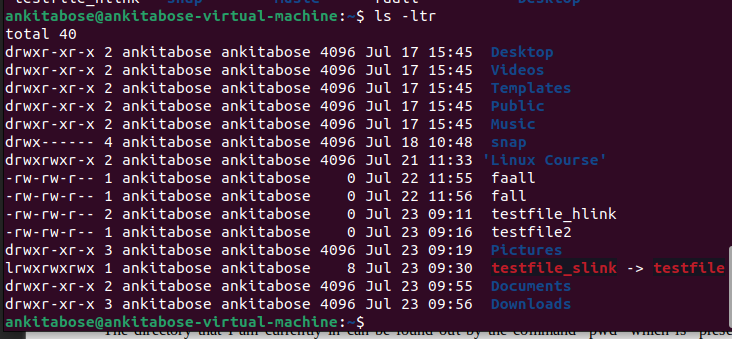 ankitabose@ankitabose-virtual-machine:~$ ls -ltr
total 40
drwxr-xr-x 2 ankitabose ankitabose 4096 Jul 17 15:45  Desktop
drwxr-xr-x 2 ankitabose ankitabose 4096 Jul 17 15:45  Videos
drwxr-xr-x 2 ankitabose ankitabose 4096 Jul 17 15:45  Templates
drwxr-xr-x 2 ankitabose ankitabose 4096 Jul 17 15:45  Public
drwxr-xr-x 2 ankitabose ankitabose 4096 Jul 17 15:45  Music
drwx------ 4 ankitabose ankitabose 4096 Jul 18 10:48  snap
drwxrwxr-x 2 ankitabose ankitabose 4096 Jul 21 11:33 'Linux Course'
-rw-rw-r-- 1 ankitabose ankitabose    0 Jul 22 11:55  faall
-rw-rw-r-- 1 ankitabose ankitabose    0 Jul 22 11:56  fall
-rw-rw-r-- 2 ankitabose ankitabose    0 Jul 23 09:11  testfile_hlink
-rw-rw-r-- 1 ankitabose ankitabose    0 Jul 23 09:16  testfile2
drwxr-xr-x 3 ankitabose ankitabose 4096 Jul 23 09:19  Pictures
lrwxrwxrwx 1 ankitabose ankitabose    8 Jul 23 09:30  testfile_slink -> testfile
drwxr-xr-x 2 ankitabose ankitabose 4096 Jul 23 09:55  Documents
drwxr-xr-x 3 ankitabose ankitabose 4096 Jul 23 09:56  Downloads
ankitabose@ankitabose-virtual-machine:~$